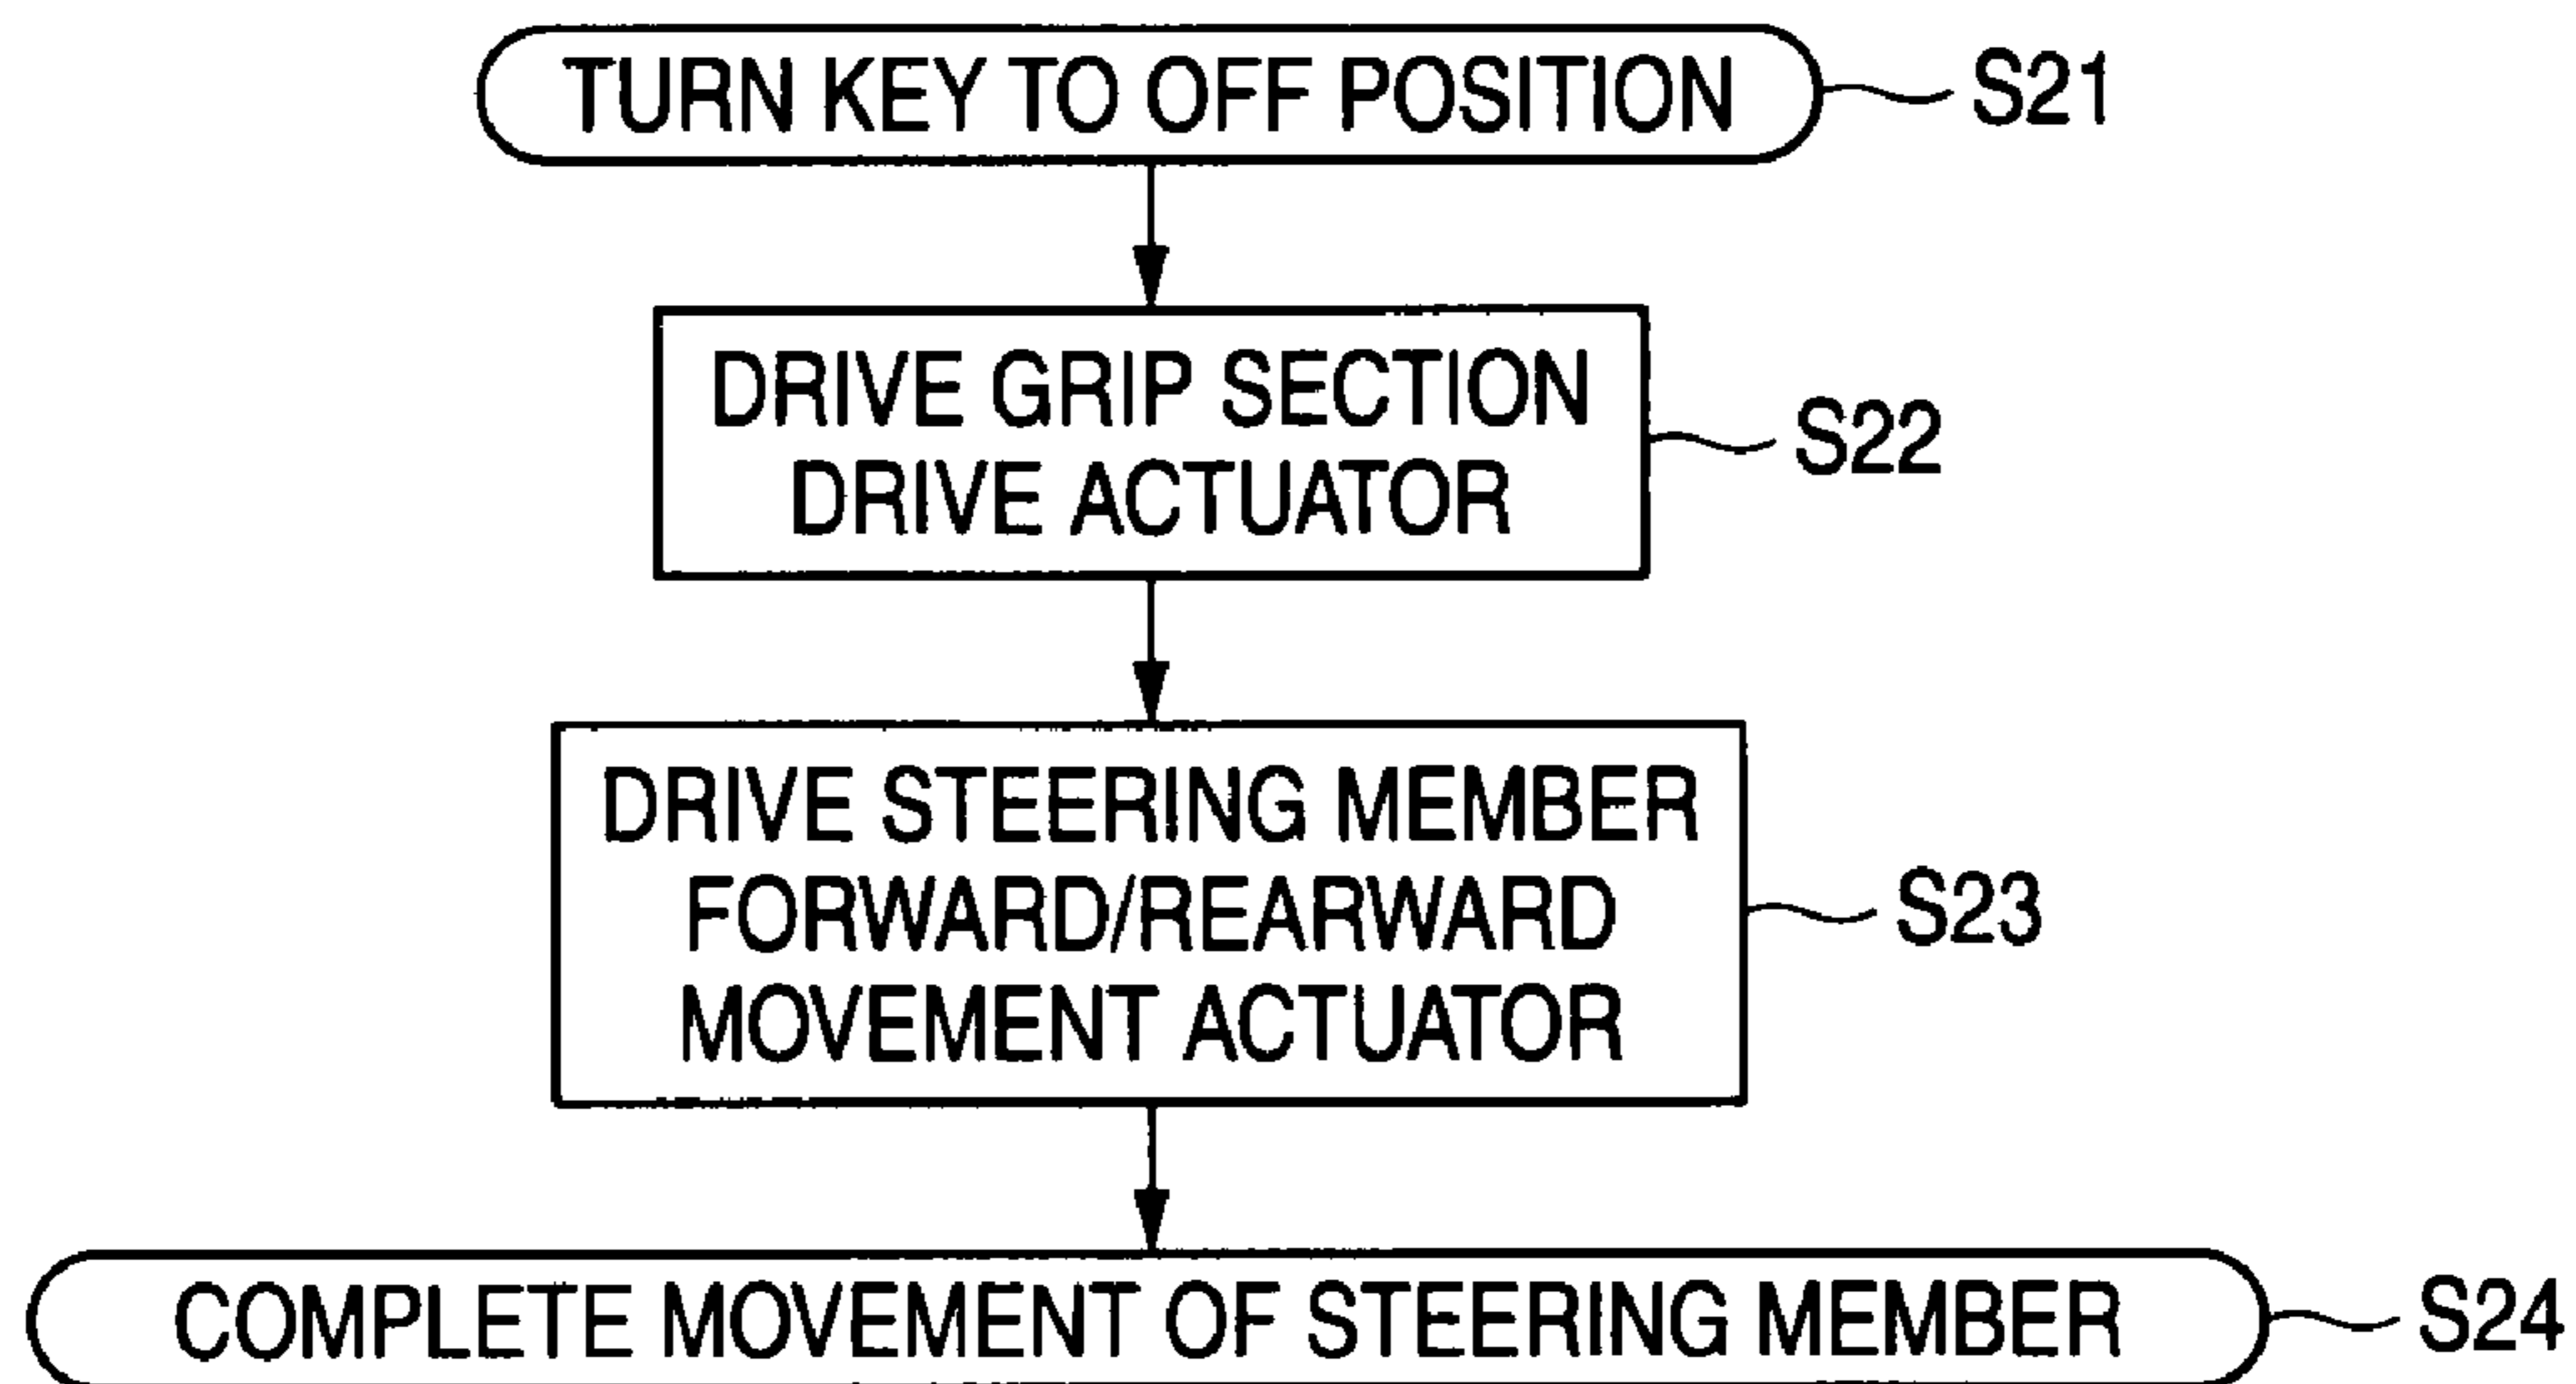 TURN KEY TO OFF POSITION S21
DRIVE GRIP SECTION
DRIVE ACTUATOR
S22
DRIVE STEERING MEMBER
FORWARD/REARWARD
MOVEMENT ACTUATOR
S23
COMPLETE MOVEMENT OF STEERING MEMBER S24